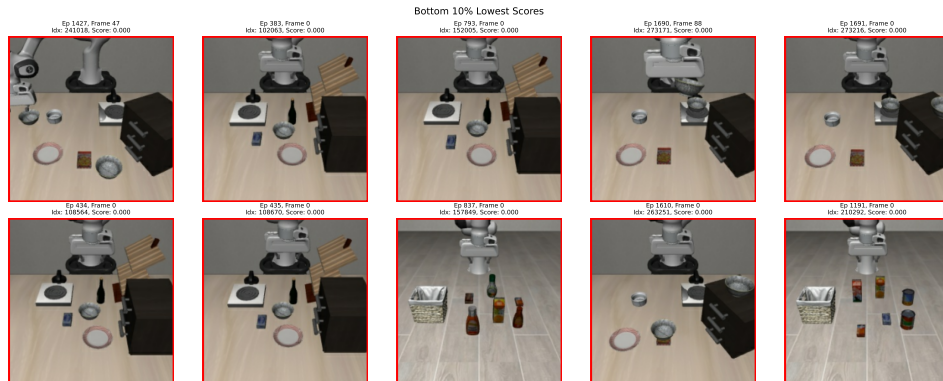 Bottom 10% Lowest Scores
Ep 1427, Frame 47
Idx: 241018, Score: 0.000
Ep 383, Frame 0
Idx: 102063, Score: 0.000
Ep 793, Frame 0
Idx: 152005, Score: 0.000
Ep 1690, Frame 88
Idx: 273171, Score: 0.000
Ep 1691, Frame 0
Idx: 273216, Score: 0.000
Ep 434, Frame 0
Idx: 108564, Score: 0.000
Ep 435, Frame 0
Idx: 108670, Score: 0.000
Ep 837, Frame 0
Idx: 157849, Score: 0.000
Ep 1610, Frame 0
Idx: 263251, Score: 0.000
Ep 1191, Frame 0
Idx: 210292, Score: 0.000